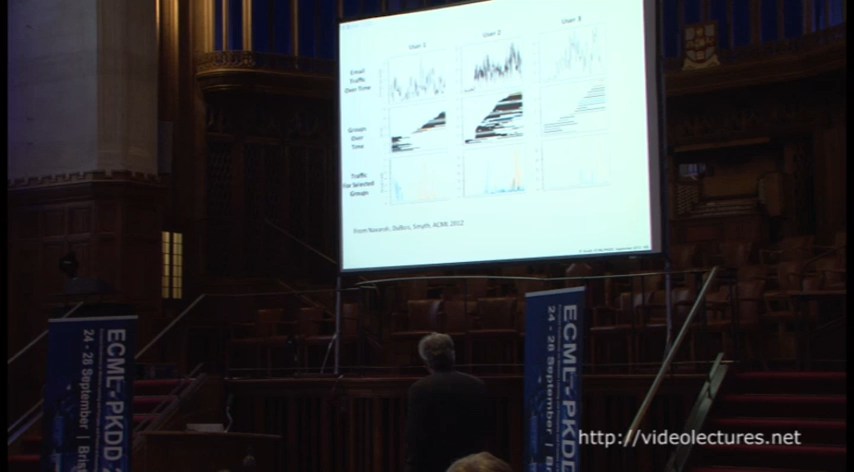 User 1
User 2
User 3
Email
Traffic
Over Time
Groups
Over
Time
Traffic
For Selected
Groups
From Navaroli, DuBois, Smyth, ACML 2012
ECML PKDD
24 - 28 September |
ECML PKDD
24 - 28 September |
http://videolectures.net